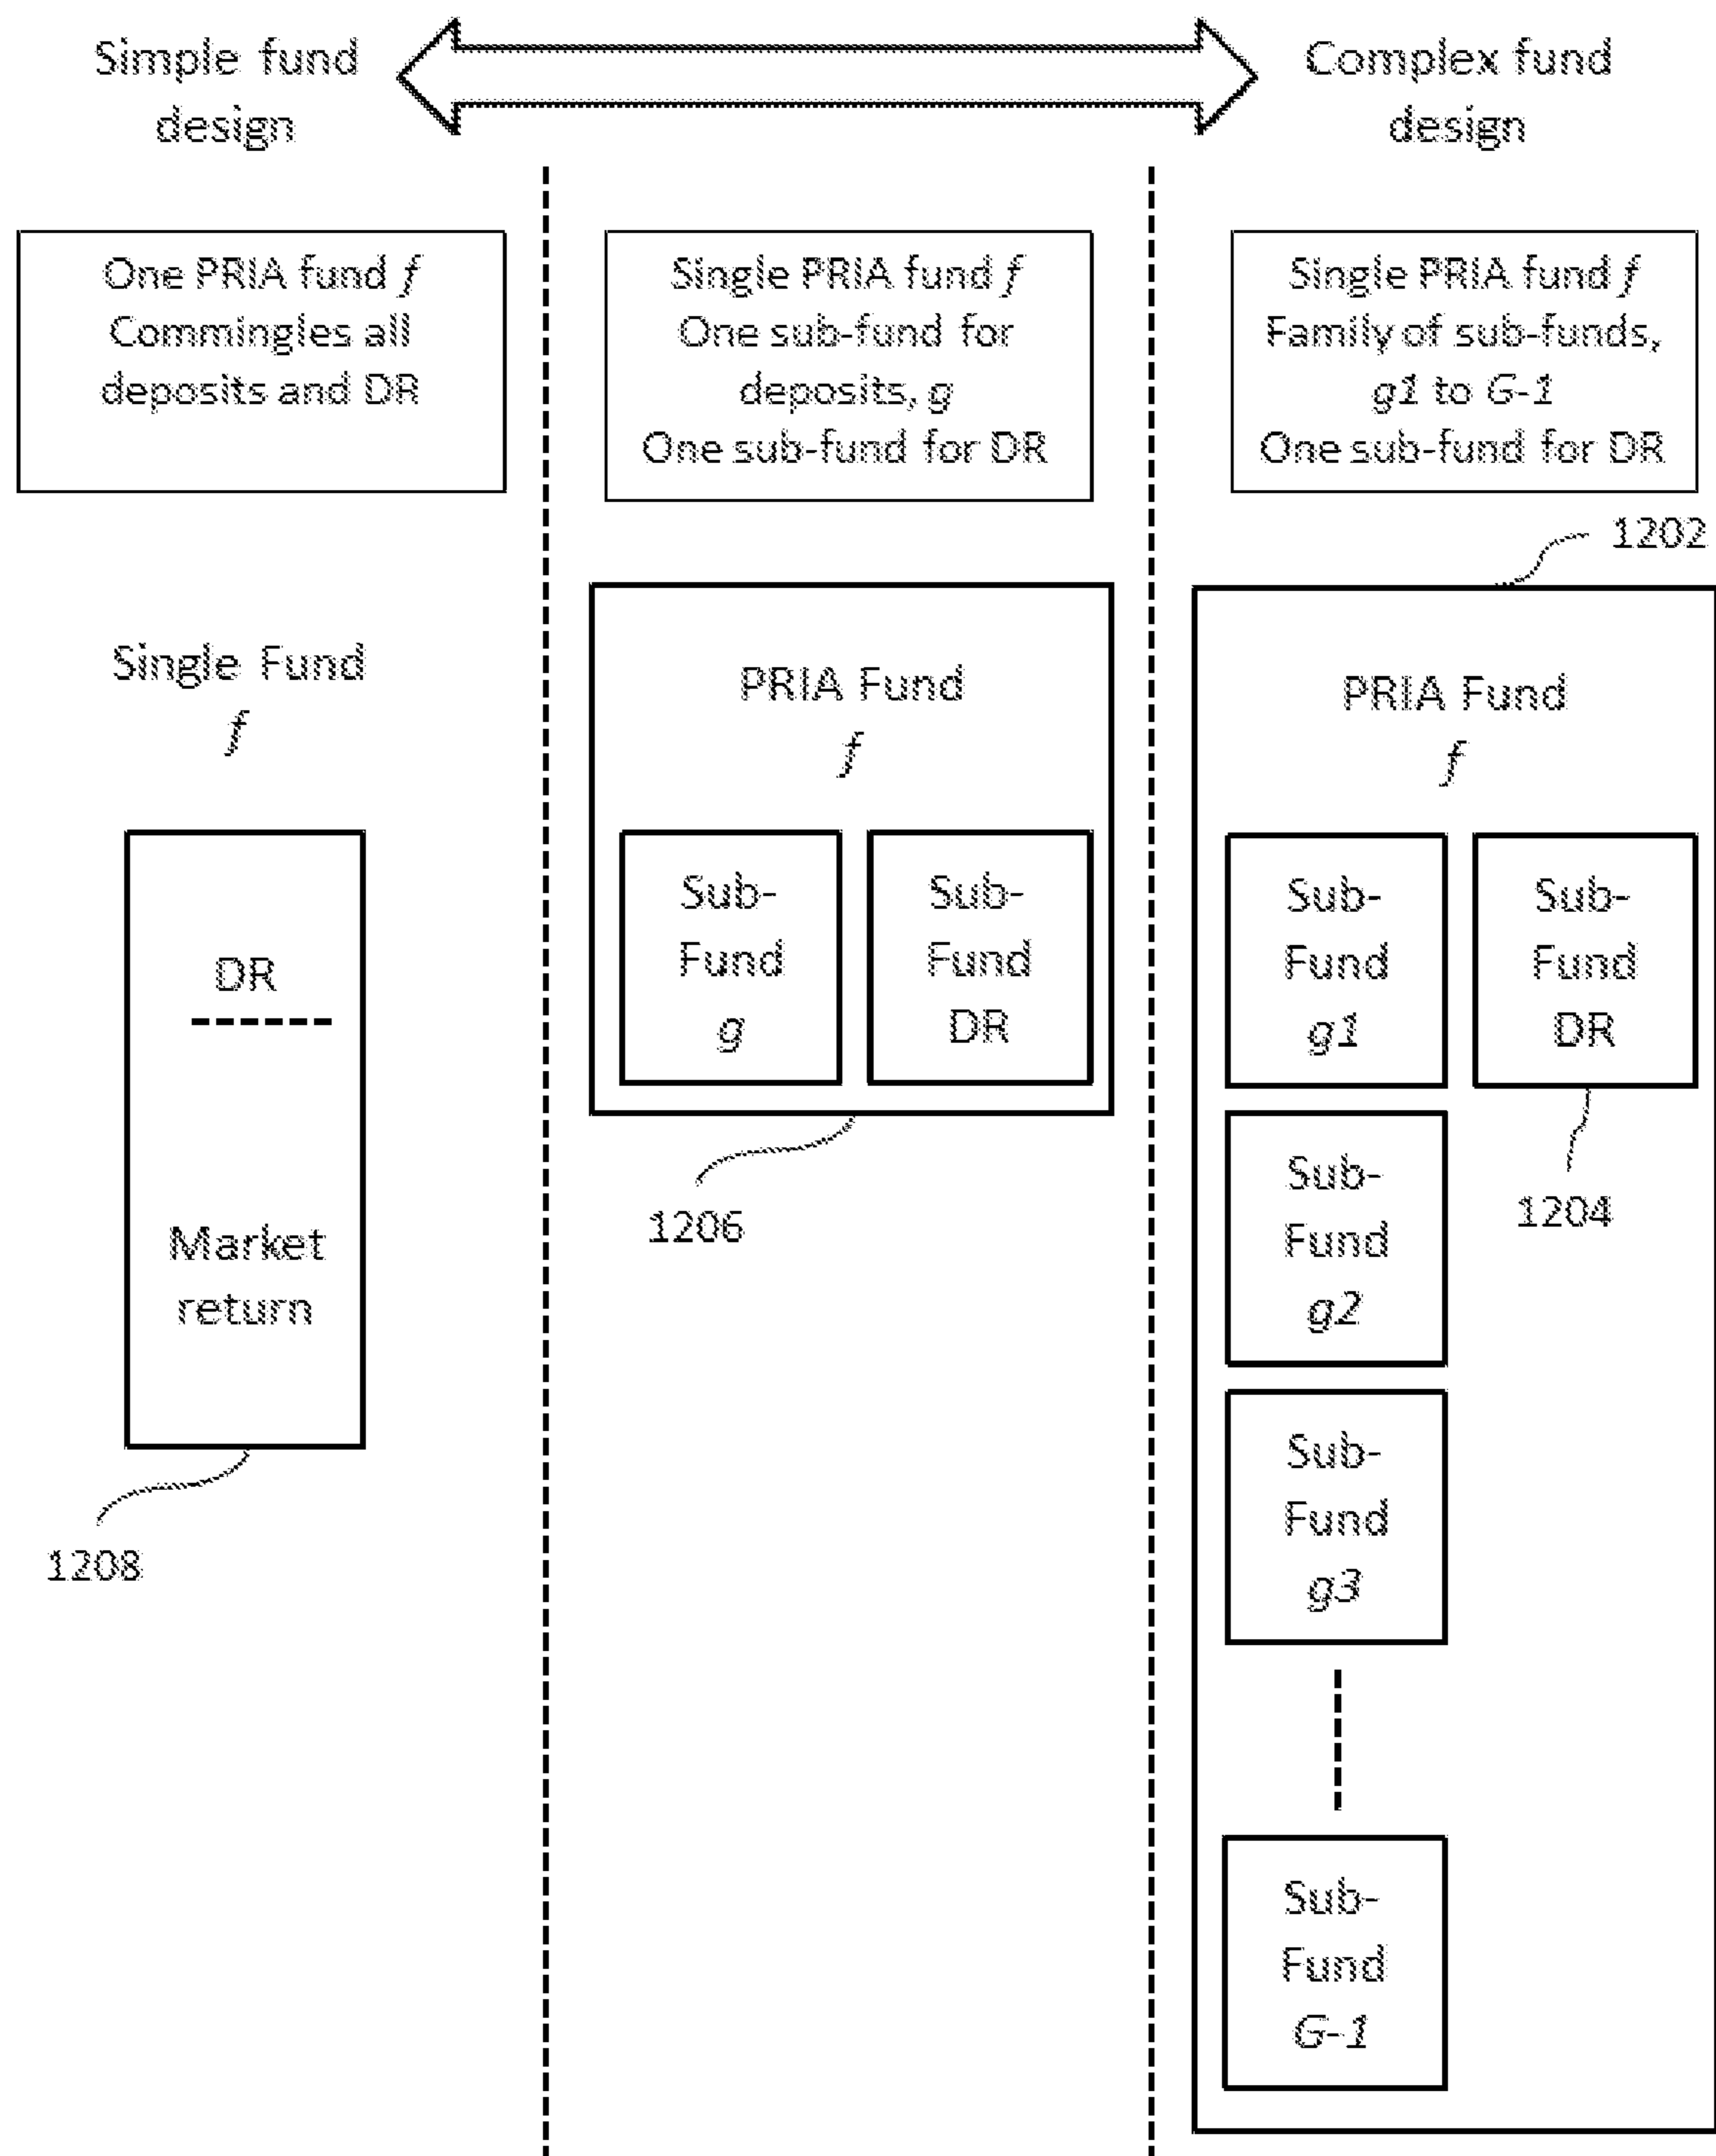 Simple fund
design
Complex fund
design
One PRIA fund f
Commingles all
deposits and DR
Single PRIA fund f
One sub-fund for
deposits, g
One sub-fund for DR
Single PRIA fund f
Family of sub-funds,
g1 to G-1
One sub-fund for DR
1202
Single Fund
f
DR
Market
return
1208
PRIA Fund
f
Sub-
Fund
g
Sub-
Fund
DR
1206
PRIA Fund
f
Sub-
Fund
g1
Sub-
Fund
DR
1204
Sub-
Fund
g2
Sub-
Fund
g3
Sub-
Fund
G-1